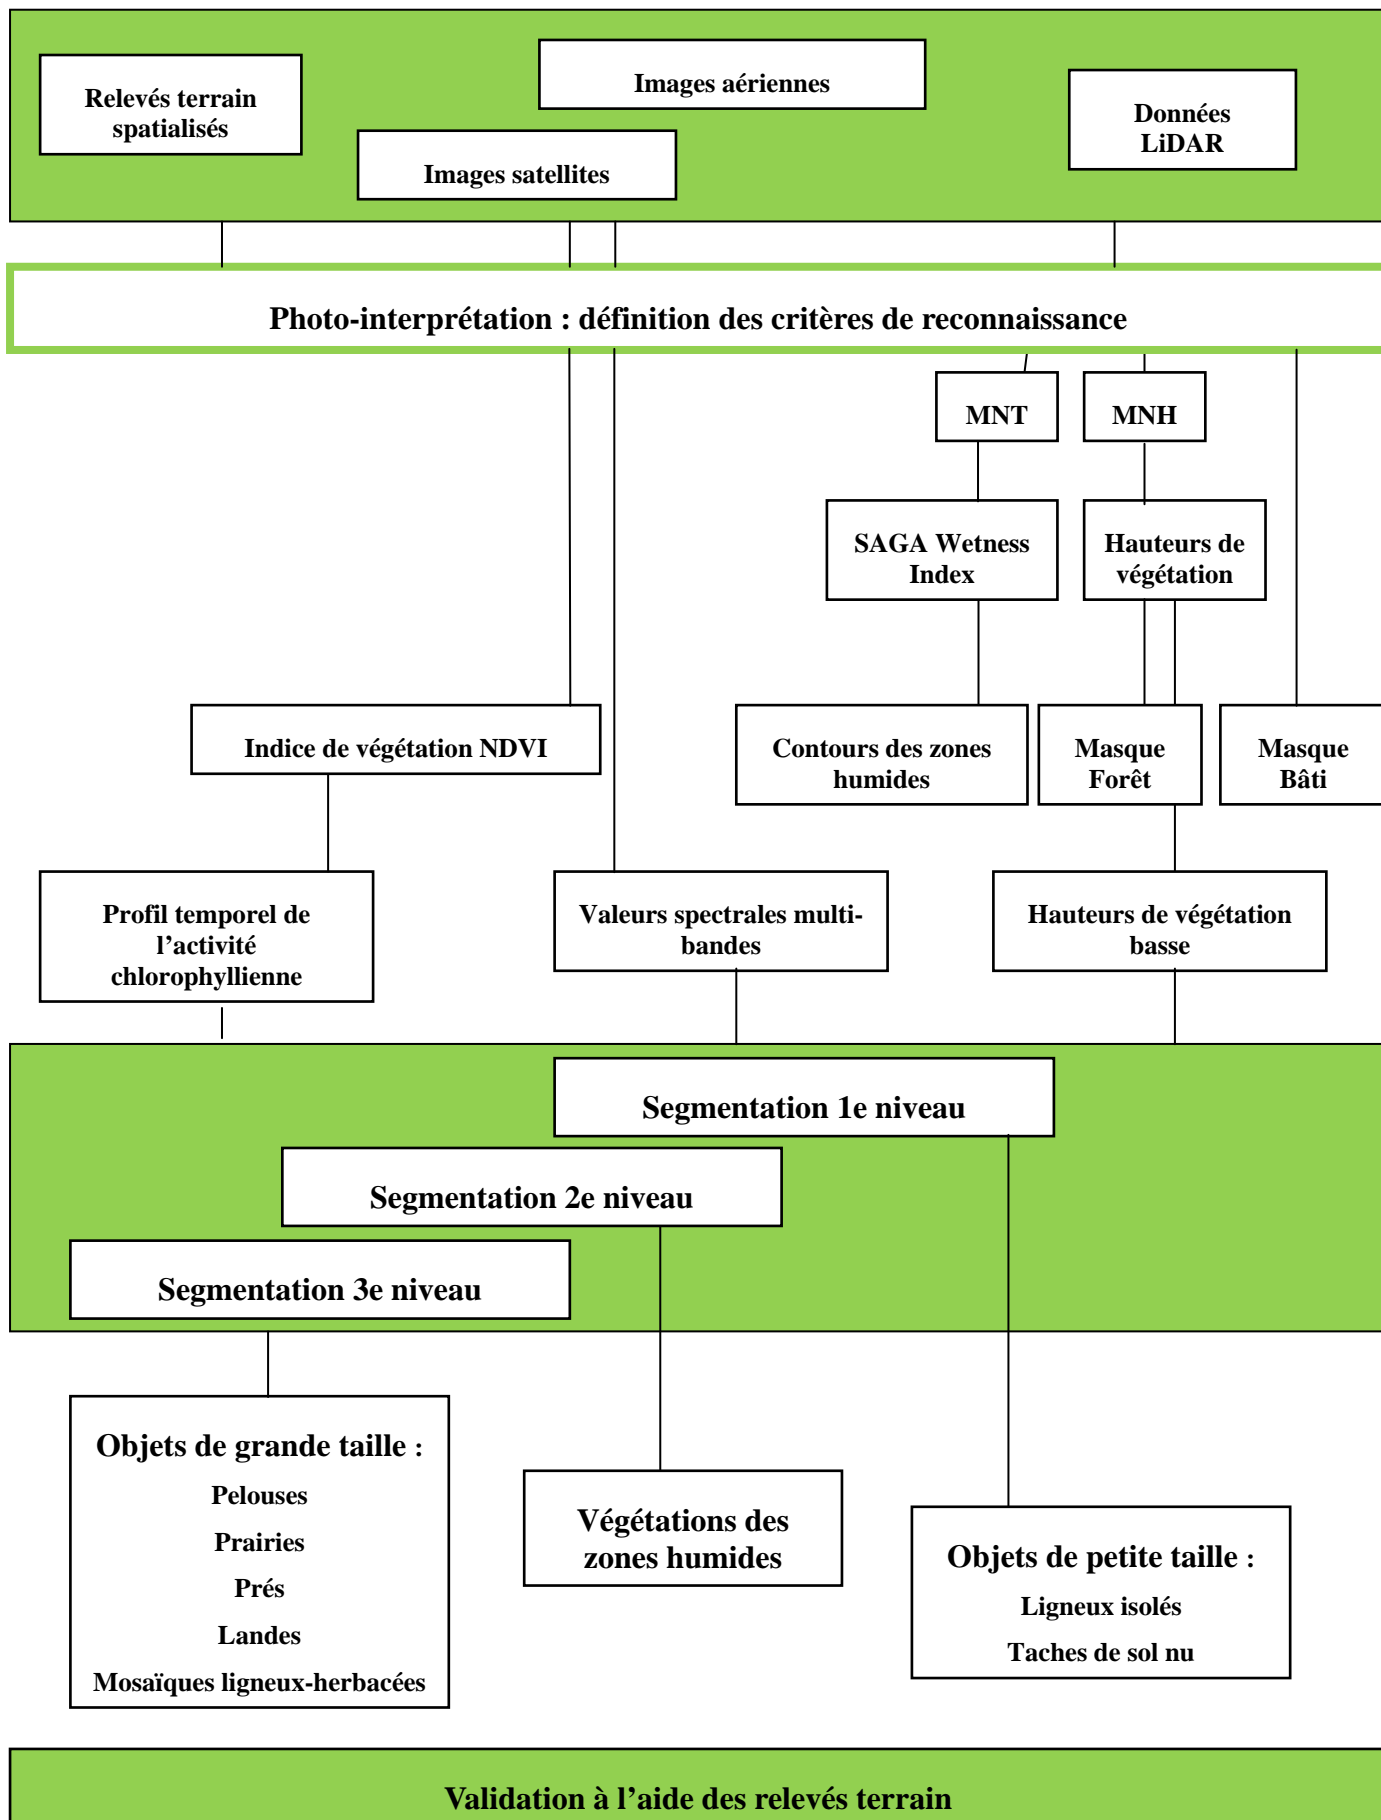 Images aériennes
Relevés terrain
spatialisés
Données
LiDAR
Images satellites
Photo-interprétation : définition des critères de reconnaissance
MNT
MNH
SAGA Wetness
Index
Hauteurs de
végétation
Indice de végétation NDVI
Contours des zones
humides
Masque
Forêt
Masque
Bâti
Profil temporel de
l’activité
chlorophyllienne
Valeurs spectrales multi-
bandes
Hauteurs de végétation
basse
Segmentation 1e niveau
Segmentation 2e niveau
Segmentation 3e niveau
Objets de grande taille :
Pelouses
Prairies
Prés
Landes
Mosaïques ligneux-herbacées
Végétations des
zones humides
Objets de petite taille :
Ligneux isolés
Taches de sol nu
Validation à l’aide des relevés terrain